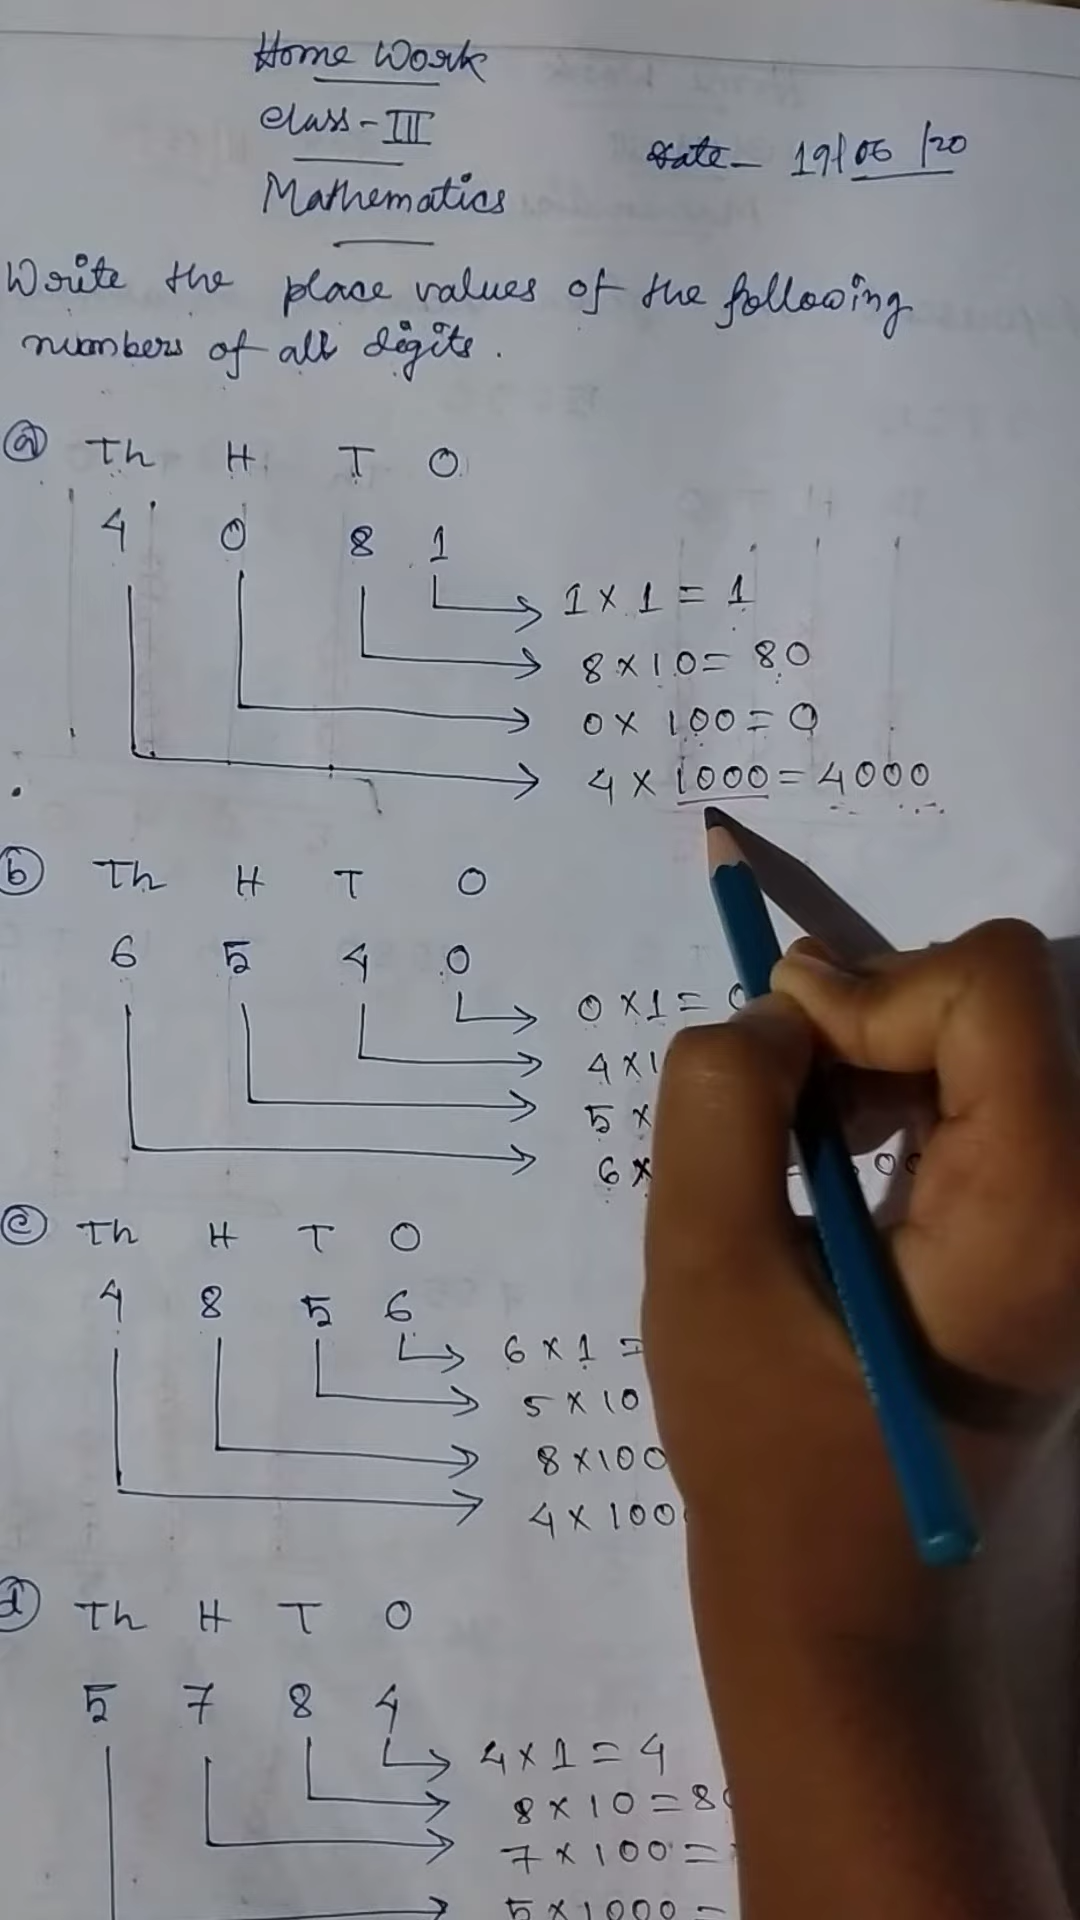 Home Work
Class-III
Date- 19/06/20
Mathematics
Write the place values of the following
numbers of all digits.
(a) Th H T O
4 0 8 1
1 × 1 = 1
8 × 10 = 80
0 × 100 = 0
4 × 1000 = 4000
(b) Th H T O
6 5 4 0
0 × 1 =
4 × 1
5 ×
6 ×
(c) Th H T O
4 8 5 6
6 × 1 =
5 × 10
8 × 100
4 × 100
(d) Th H T O
5 7 8 4
4 × 1 = 4
8 × 10 = 80
7 × 100 =
5 × 1000 =